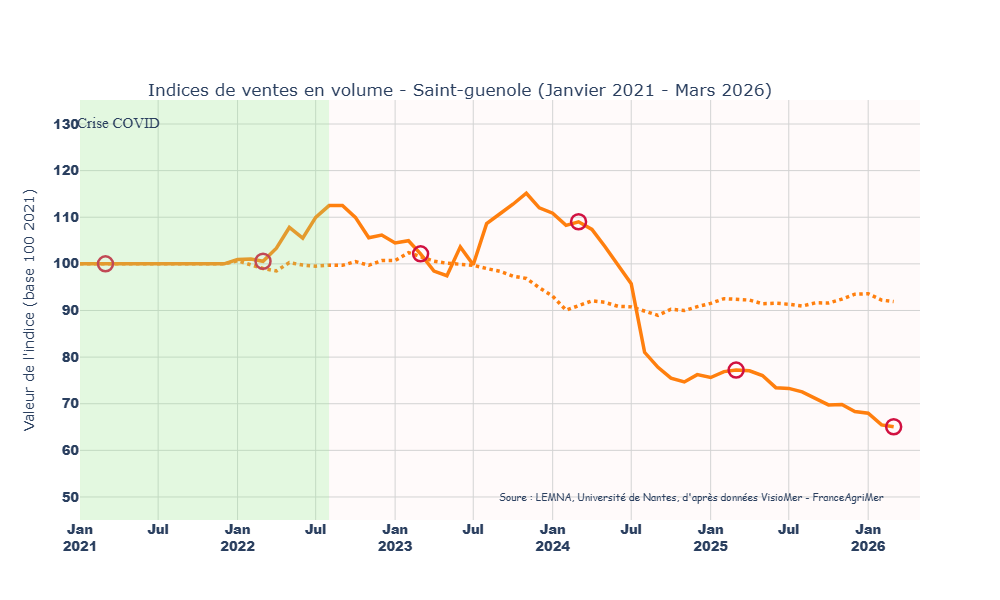 Indices de ventes en volume - Saint-guenole (Janvier 2021 - Mars 2026)
Valeur de l'indice (base 100 2021)
130
Crise COVID
120
110
100
90
80
70
60
50
Soure : LEMNA, Université de Nantes, d'après données VisioMer - FranceAgriMer
Jan Jul Jan Jul Jan Jul Jan Jul Jan Jul Jan
2021 2022 2023 2024 2025 2026